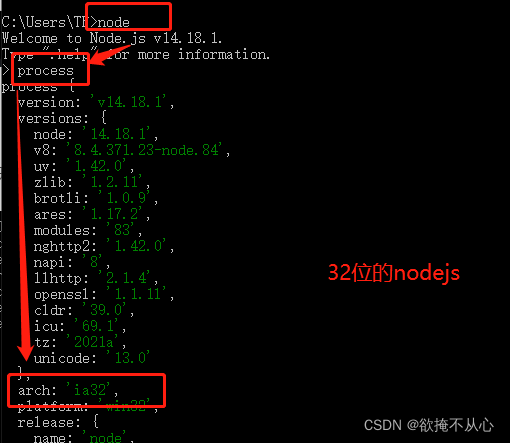 C:\Users\TH>node
Welcome to Node.js v14.18.1.
Type ".help" for more information.
> process
process {
version: 'v14.18.1',
versions: {
node: '14.18.1',
v8: '8.4.371.23-node.84',
uv: '1.42.0',
zlib: '1.2.11',
brotli: '1.0.9',
ares: '1.17.2',
modules: '83',
nghttp2: '1.42.0',
napi: '8',
llhttp: '2.1.4',
openssl: '1.1.11',
cldr: '39.0',
icu: '69.1',
tz: '2021a',
unicode: '13.0'
},
arch: 'ia32',
platform: 'win32',
release: {
name: 'node',
32位的nodejs
CSDN @欲掩不从心